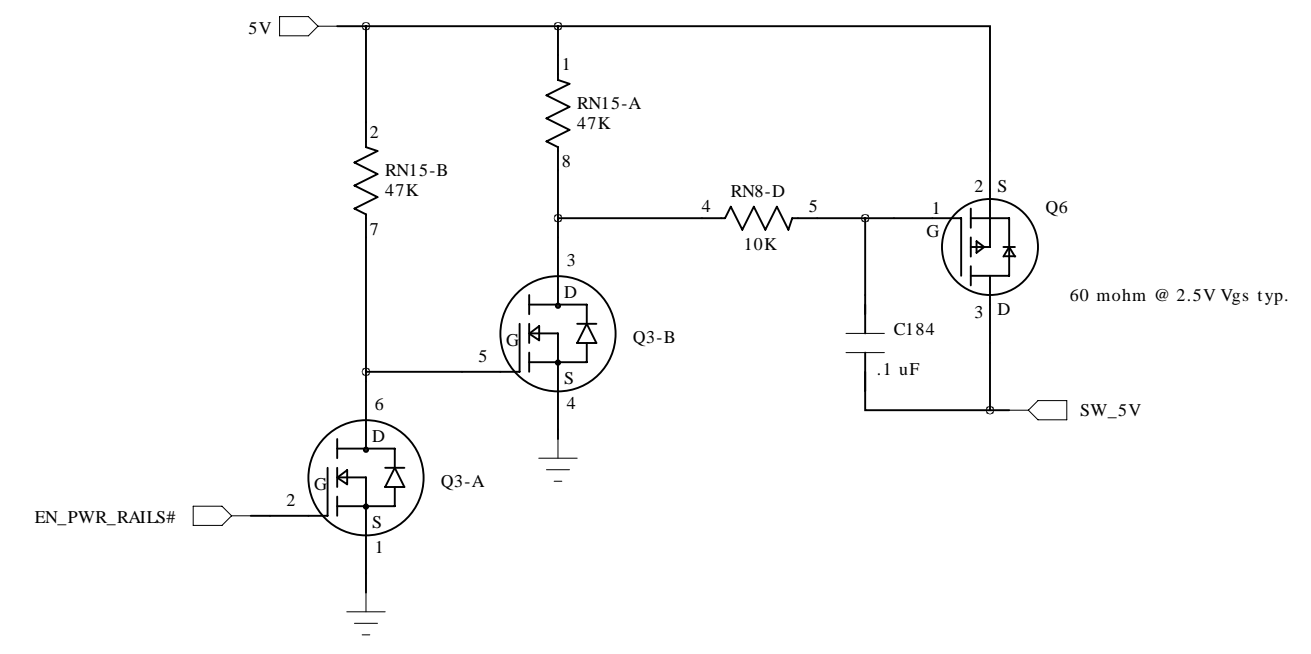 5V
1
RN15-A
47K
8
2
RN15-B
47K
7
RN8-D
4
5
10K
2
S
Q6
1
G
3
D
60 mohm @ 2.5V Vgs typ.
3
D
G
Q3-B
5
S
4
C184
.1 uF
SW_5V
6
D
G
Q3-A
2
EN_PWR_RAILS#
S
1